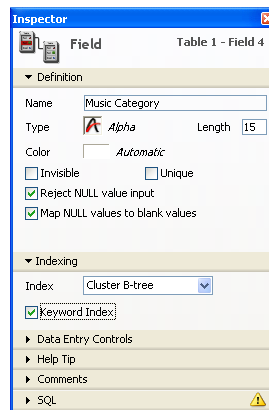 Inspector
Field
Table 1 - Field 4
Definition
Name Music Category
Type Alpha Length 15
Color Automatic
Invisible Unique
Reject NULL value input
Map NULL values to blank values
Indexing
Index Cluster B-tree
Keyword Index
Data Entry Controls
Help Tip
Comments
SQL